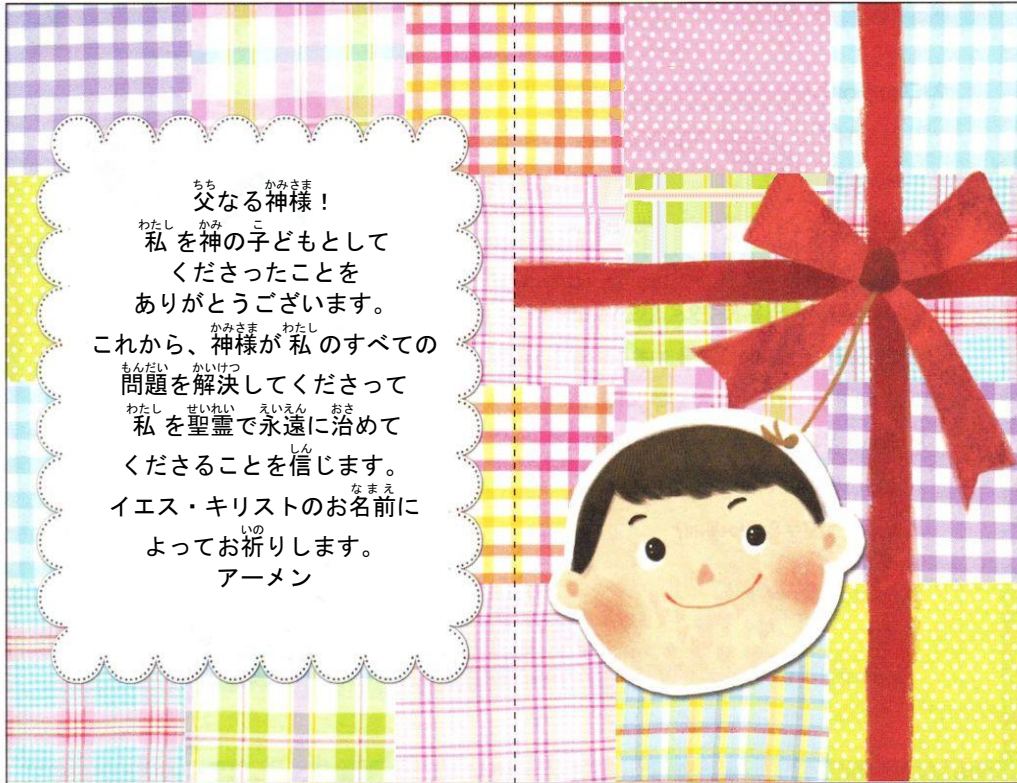 父なる神様！
私を神の子どもとして
くださったことを
ありがとうございます。
これから、神様が私のすべての
問題を解決してくださって
私を聖霊で永遠に治めて
くださることを信じます。
イエス・キリストのお名前に
よってお祈りします。
アーメン